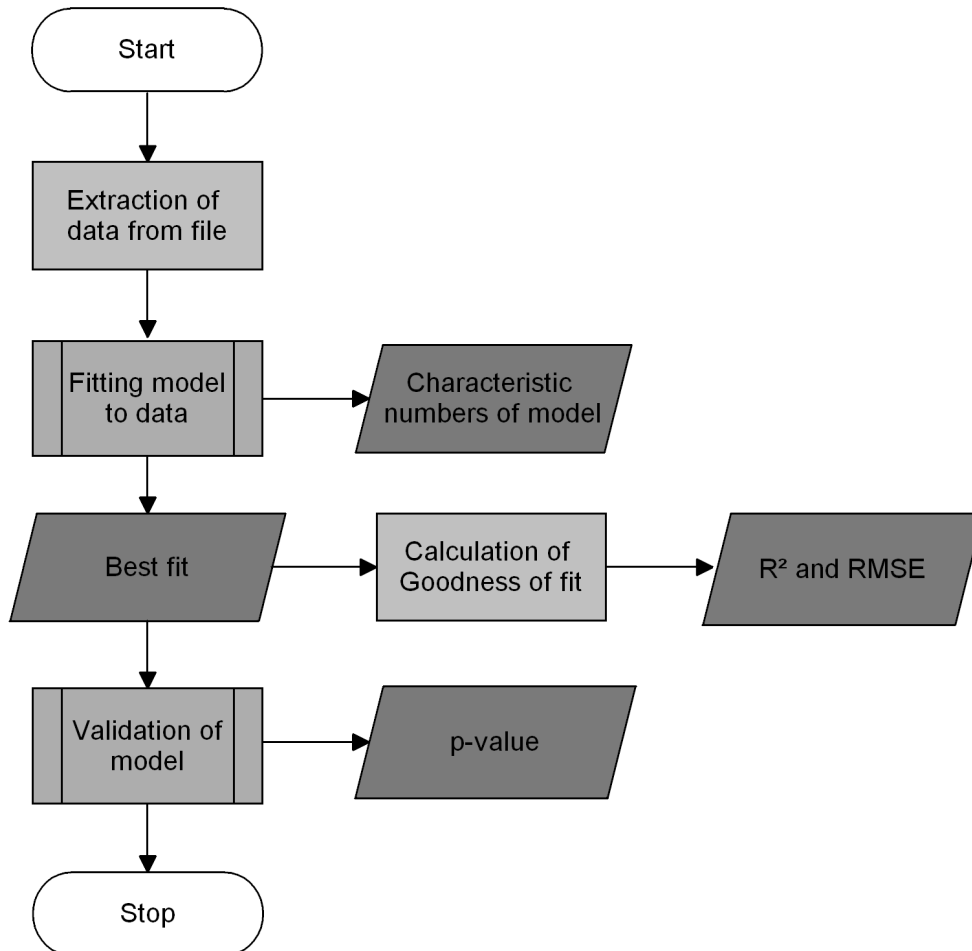 Start
Extraction of
data from file
Fitting model
to data
Characteristic
numbers of model
Best fit
Calculation of
Goodness of fit
R² and RMSE
Validation of
model
p-value
Stop